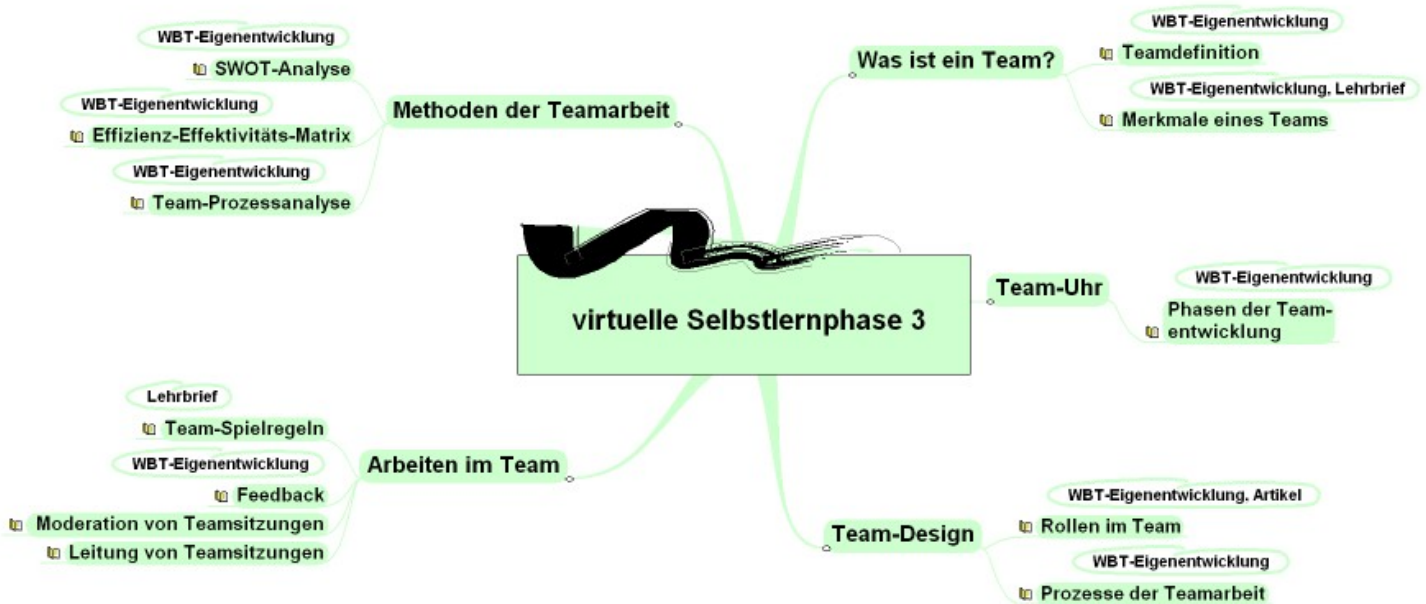 virtuelle Selbstlernphase 3
Was ist ein Team?
WBT-Eigenentwicklung
Teamdefinition
WBT-Eigenentwicklung, Lehrbrief
Merkmale eines Teams
Team-Uhr
WBT-Eigenentwicklung
Phasen der Team-
entwicklung
Team-Design
WBT-Eigenentwicklung, Artikel
Rollen im Team
WBT-Eigenentwicklung
Prozesse der Teamarbeit
Arbeiten im Team
Lehrbrief
Team-Spielregeln
WBT-Eigenentwicklung
Feedback
Moderation von Teamsitzungen
Leitung von Teamsitzungen
Methoden der Teamarbeit
WBT-Eigenentwicklung
SWOT-Analyse
WBT-Eigenentwicklung
Effizienz-Effektivitäts-Matrix
WBT-Eigenentwicklung
Team-Prozessanalyse